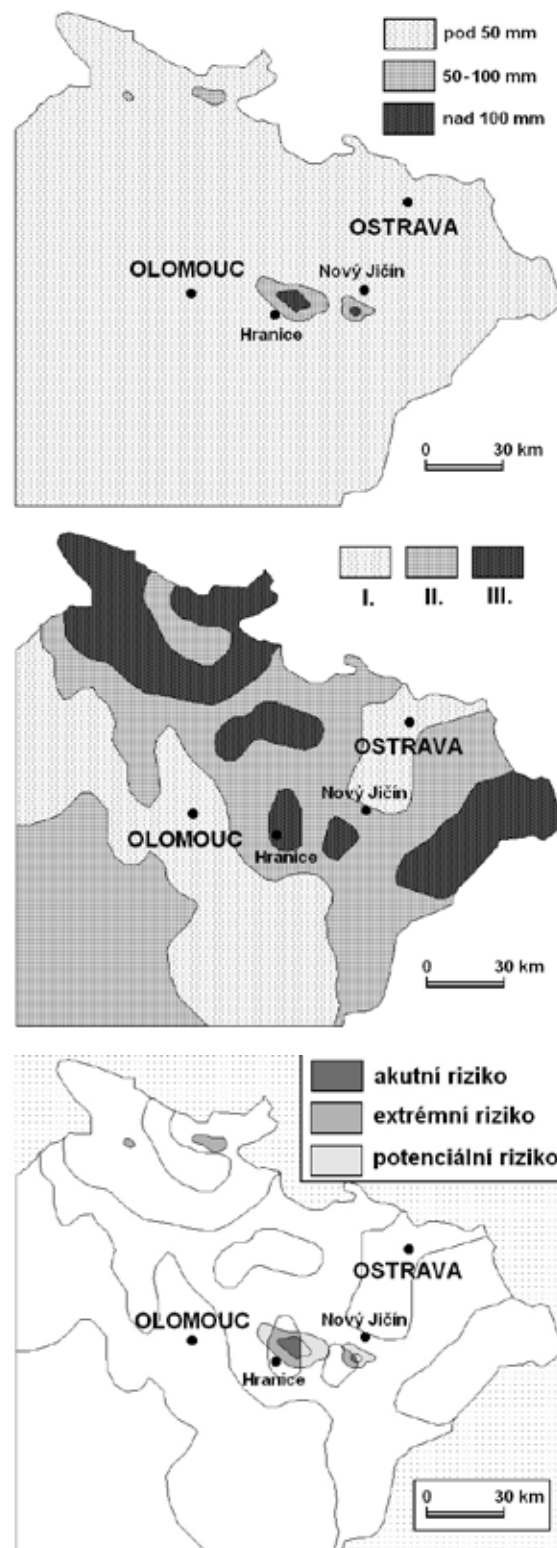 pod 50 mm
50-100 mm
nad 100 mm
OSTRAVA
OLOMOUC
Nový Jičín
Hranice
0 30 km
I. II. III.
OSTRAVA
Nový Jičín
OLOMOUC
Hranice
0 30 km
akutní riziko
extrémní riziko
potenciální riziko
OSTRAVA
OLOMOUC
Nový Jičín
Hranice
0 30 km